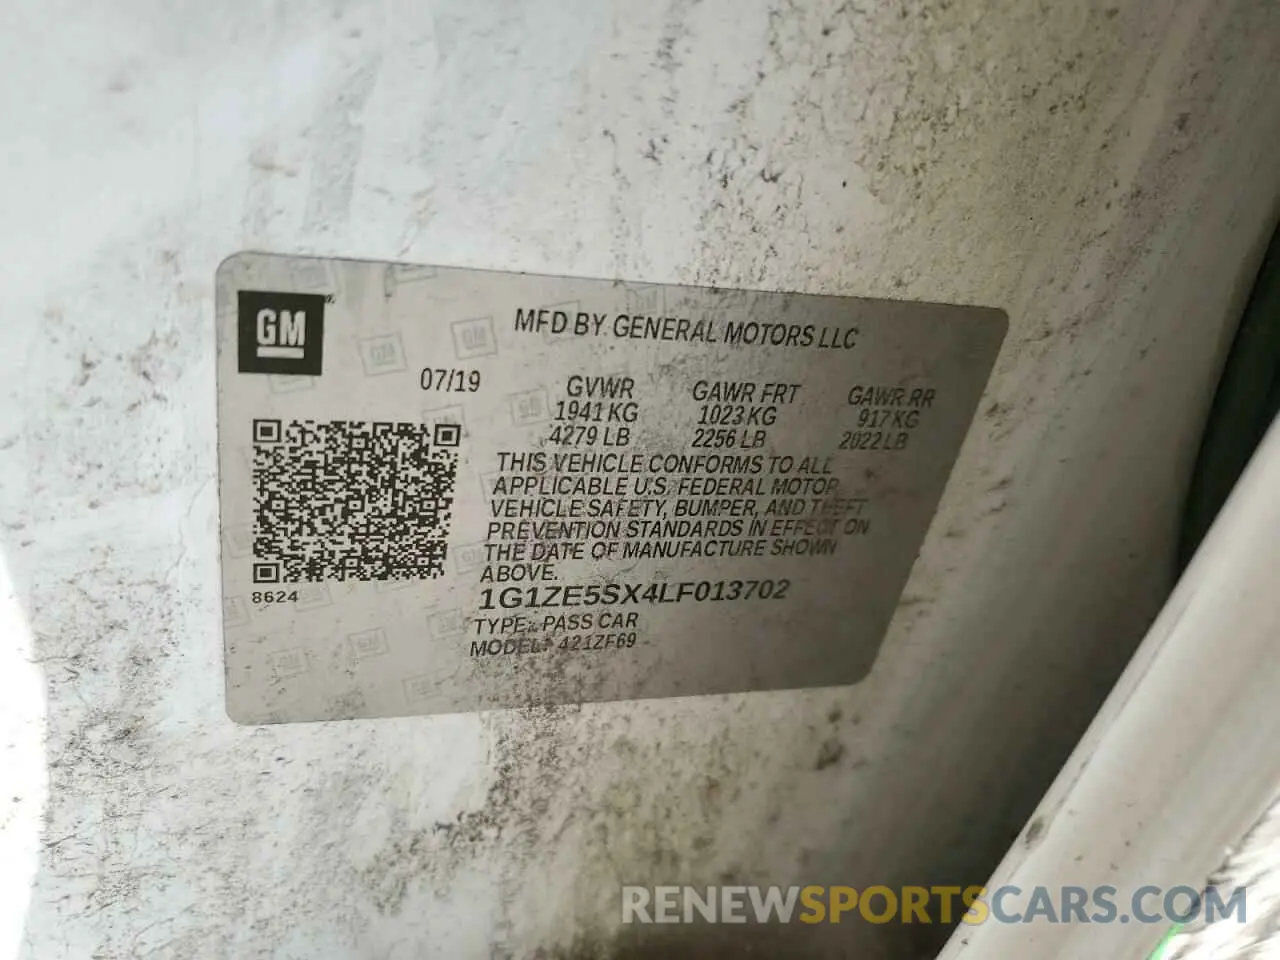 GM
MFD BY GENERAL MOTORS LLC
07/19
GVWR GAWR FRT GAWR RR
1941 KG 1023 KG 917 KG
4279 LB 2256 LB 2022 LB
THIS VEHICLE CONFORMS TO ALL
APPLICABLE U.S. FEDERAL MOTOR
VEHICLE SAFETY, BUMPER, AND THEFT
PREVENTION STANDARDS IN EFFECT ON
THE DATE OF MANUFACTURE SHOWN
ABOVE.
8624
1G1ZE5SX4LF013702
TYPE: PASS CAR
MODEL: 421ZF69
RENEWSPORTSCARS.COM